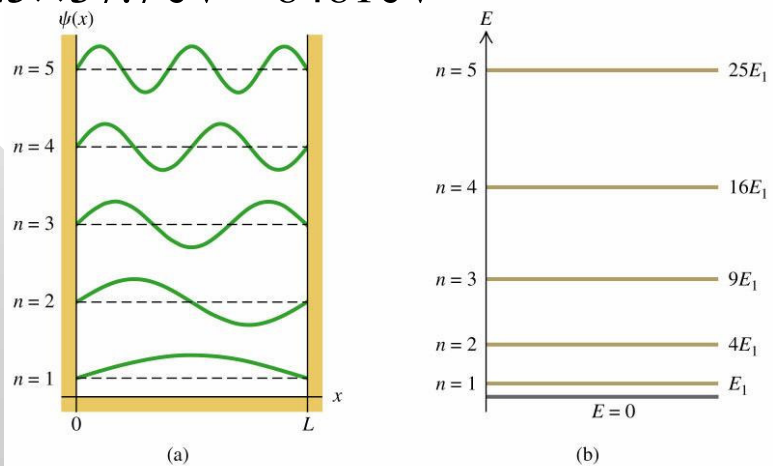 ψ(x)
n = 5
n = 4
n = 3
n = 2
n = 1
x
0
L
(a)
E
n = 5 25E₁
n = 4 16E₁
n = 3 9E₁
n = 2 4E₁
n = 1 E₁
E = 0
(b)